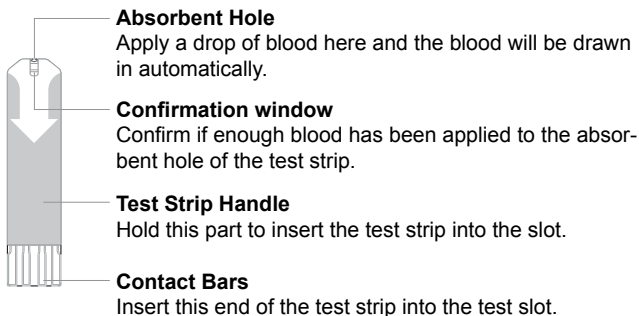 Absorbent Hole
Apply a drop of blood here and the blood will be drawn
in automatically.
Confirmation window
Confirm if enough blood has been applied to the absor-
bent hole of the test strip.
Test Strip Handle
Hold this part to insert the test strip into the slot.
Contact Bars
Insert this end of the test strip into the test slot.